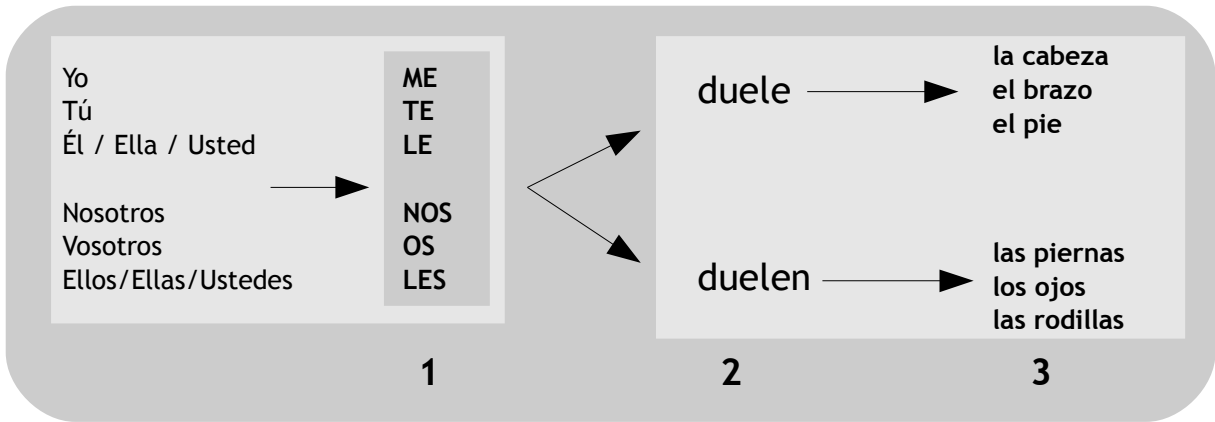 Yo ME
Tú TE
Él / Ella / Usted LE
Nosotros NOS
Vosotros OS
Ellos/Ellas/Ustedes LES
duele
la cabeza
el brazo
el pie
duelen
las piernas
los ojos
las rodillas
1 2 3